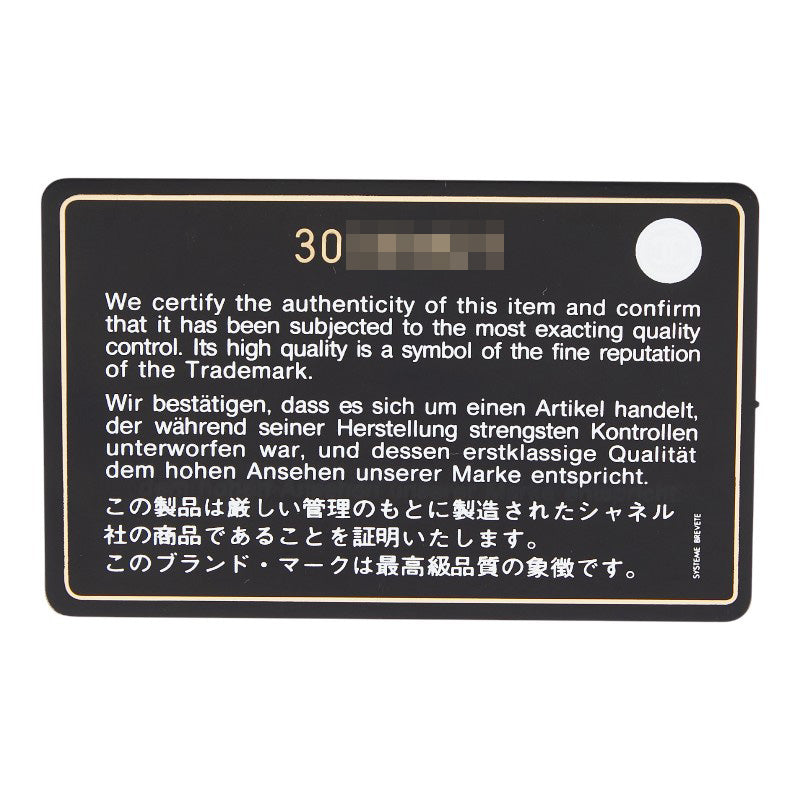 30
We certify the authenticity of this item and confirm
that it has been subjected to the most exacting quality
control. Its high quality is a symbol of the fine reputation
of the Trademark.
Wir bestätigen, dass es sich um einen Artikel handelt,
der während seiner Herstellung strengsten Kontrollen
unterworfen war, und dessen erstklassige Qualität
dem hohen Ansehen unserer Marke entspricht.
この製品は厳しい管理のもとに製造されたシャネル
社の商品であることを証明いたします。
このブランド・マークは最高級品質の象徴です。
SYSTEME BREVETE